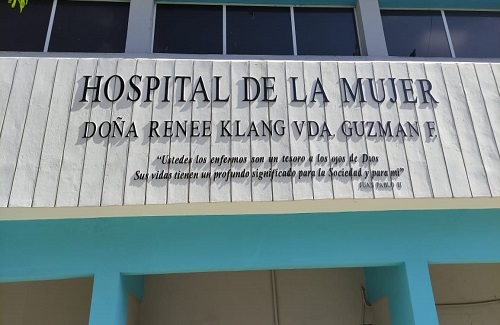 HOSPITAL DE LA MUJER
DOÑA RENEE KLANG VDA. GUZMAN F.
"Ustedes los enfermos son un tesoro a los ojos de Dios
Sus vidas tienen un profundo significado para la Sociedad y para mi"
JUAN PABLO II